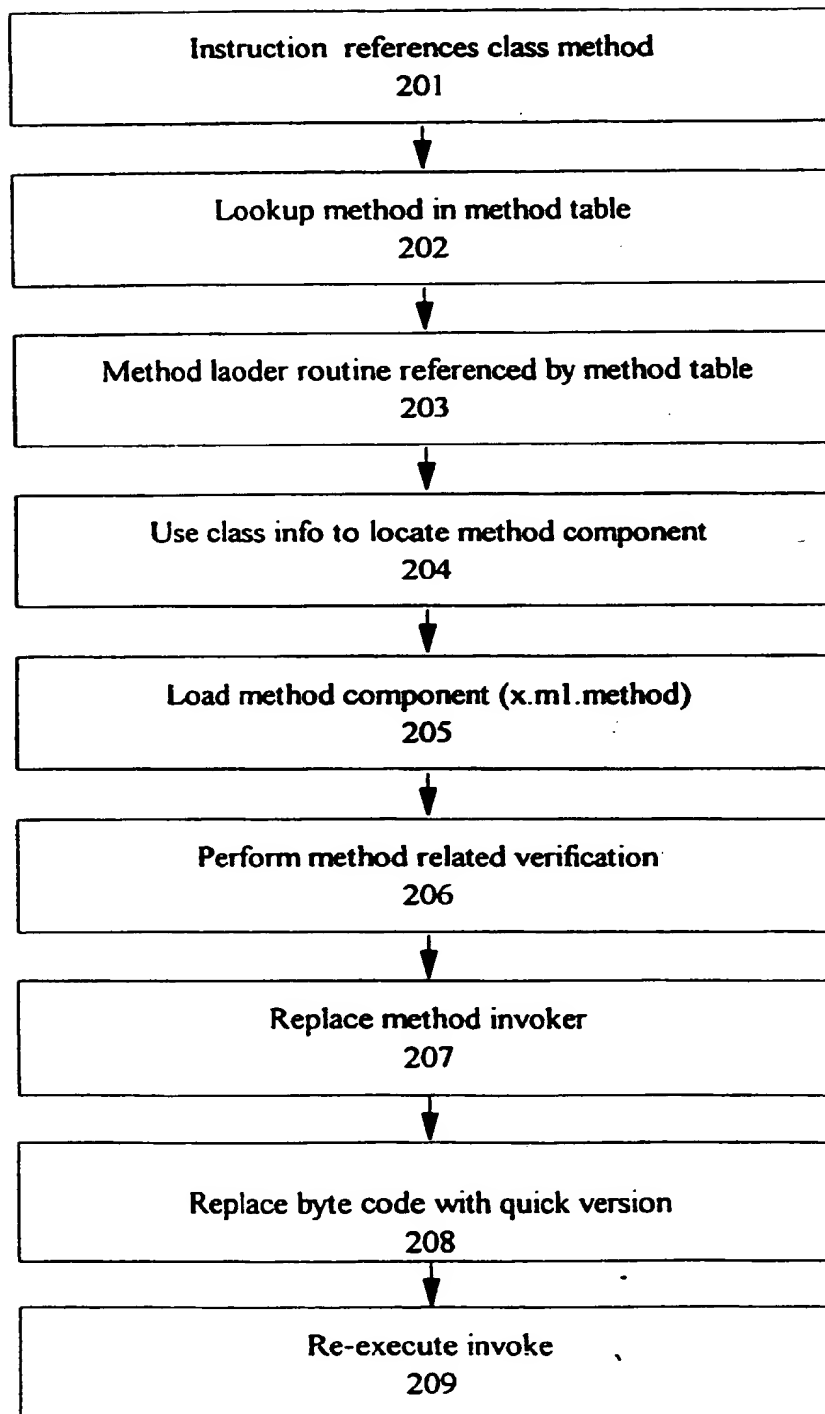 Instruction references class method
201
Lookup method in method table
202
Method laoder routine referenced by method table
203
Use class info to locate method component
204
Load method component (x.m1.method)
205
Perform method related verification
206
Replace method invoker
207
Replace byte code with quick version
208
Re-execute invoke
209